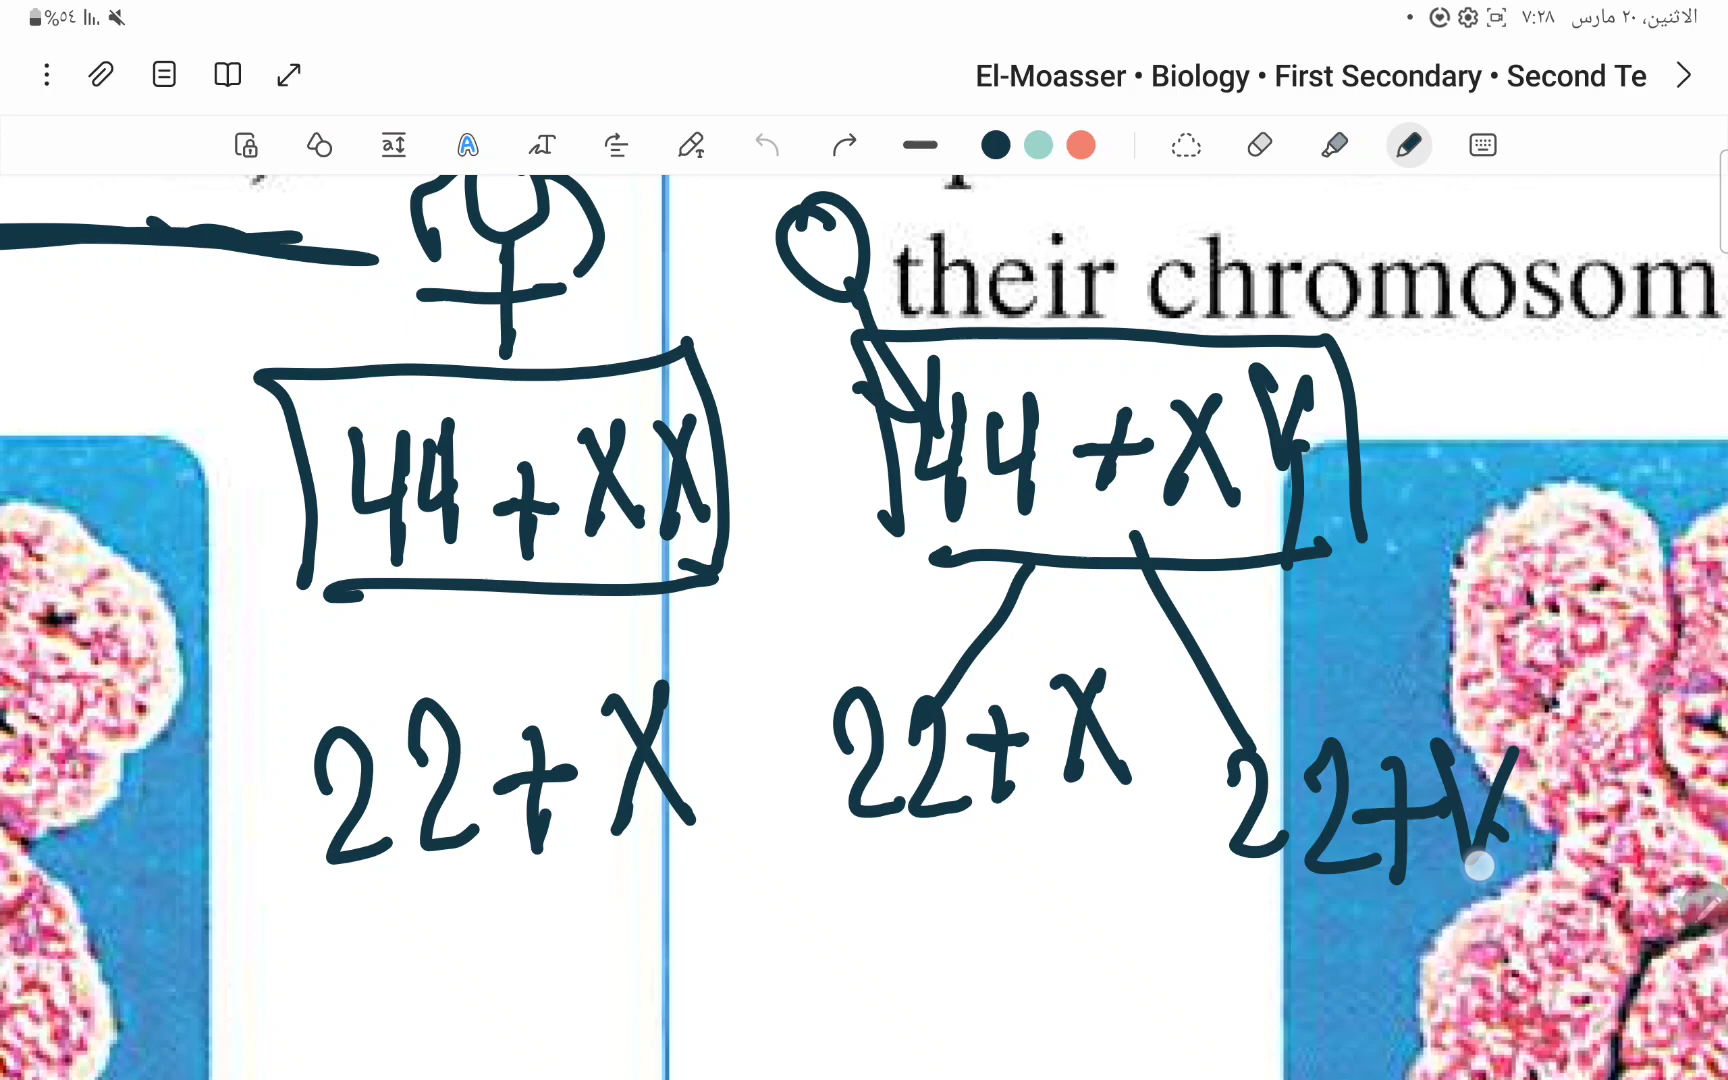 %٥٤
الاثنين، ٢٠ مارس ٧:٢٨
El-Moasser • Biology • First Secondary • Second Te
their chromosom
44 + XX
44 + XY
22 + X
22 + X
22 + Y